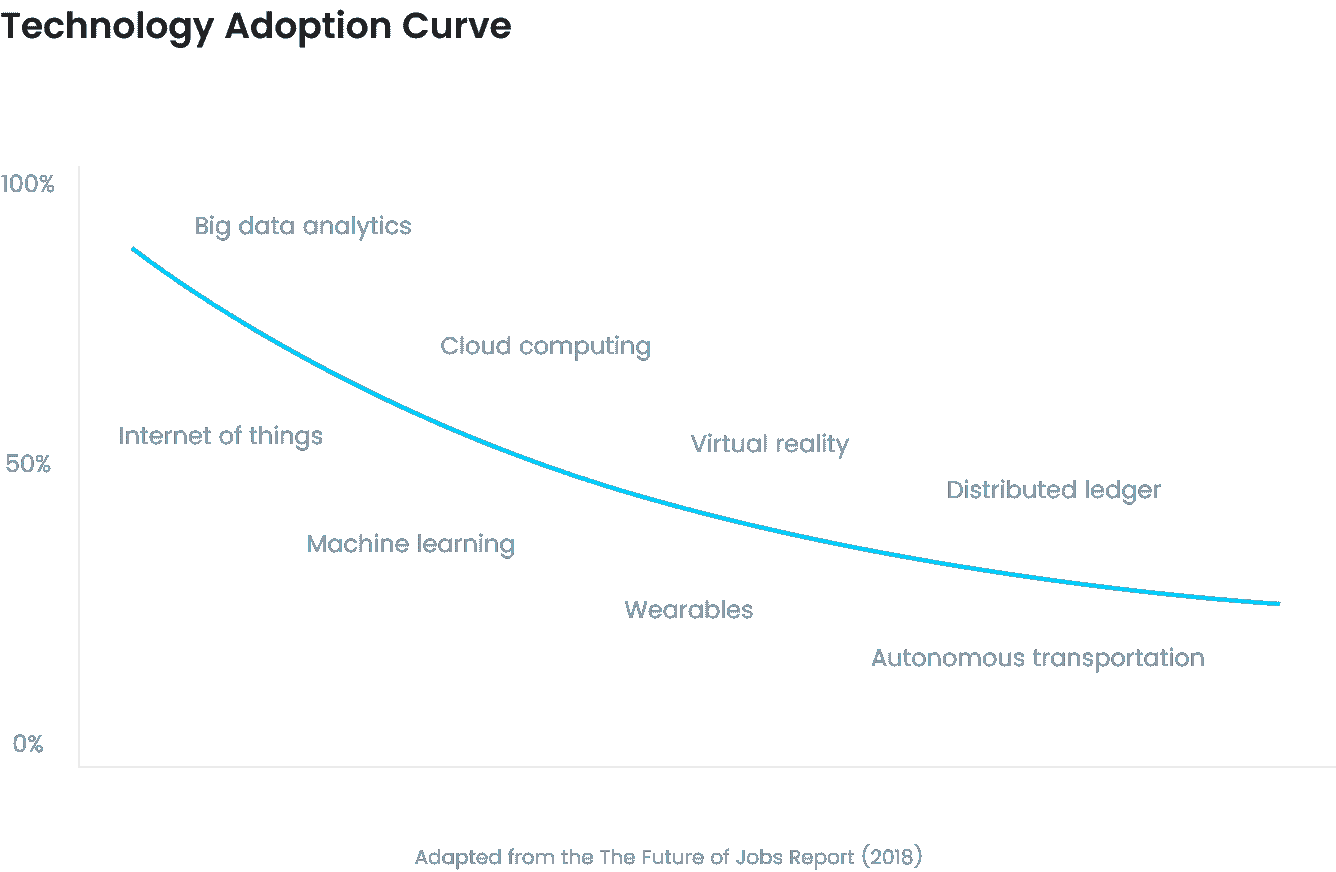 Technology Adoption Curve
100%
Big data analytics
Cloud computing
Internet of things
Virtual reality
50%
Distributed ledger
Machine learning
Wearables
Autonomous transportation
0%
Adapted from the The Future of Jobs Report (2018)